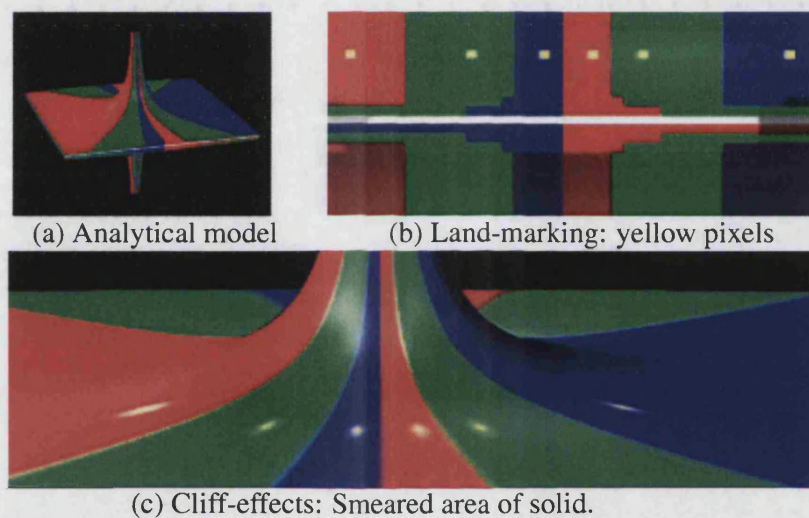 (a) Analytical model
(b) Land-marking: yellow pixels
(c) Cliff-effects: Smeared area of solid.